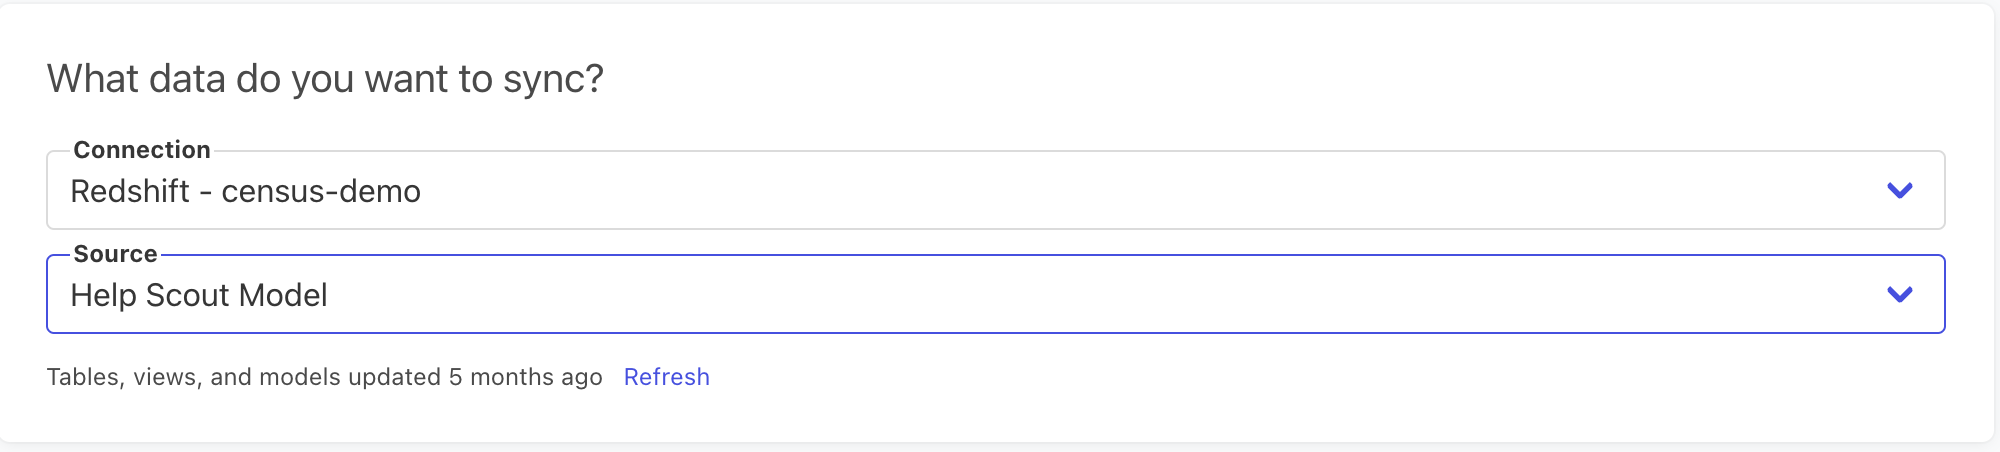 What data do you want to sync?
Connection
Redshift - census-demo
Source
Help Scout Model
Tables, views, and models updated 5 months ago Refresh